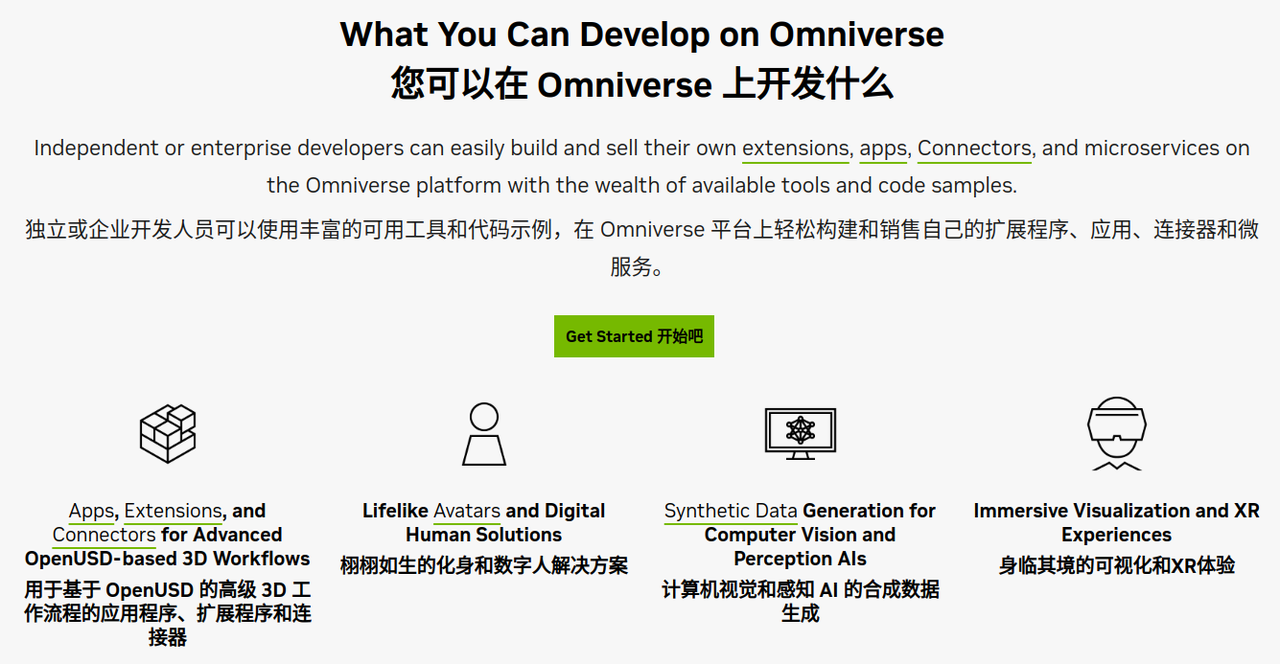 What You Can Develop on Omniverse
您可以在 Omniverse 上开发什么
Independent or enterprise developers can easily build and sell their own extensions, apps, Connectors, and microservices on
the Omniverse platform with the wealth of available tools and code samples.
独立或企业开发人员可以使用丰富的可用工具和代码示例，在 Omniverse 平台上轻松构建和销售自己的扩展程序、应用、连接器和微
服务。
Get Started 开始吧
Apps, Extensions, and
Connectors for Advanced
OpenUSD-based 3D Workflows
用于基于 OpenUSD 的高级 3D 工
作流程的应用程序、扩展程序和连
接器
Lifelike Avatars and Digital
Human Solutions
栩栩如生的化身和数字人解决方案
Synthetic Data Generation for
Computer Vision and
Perception AIs
计算机视觉和感知 AI 的合成数据
生成
Immersive Visualization and XR
Experiences
身临其境的可视化和XR体验